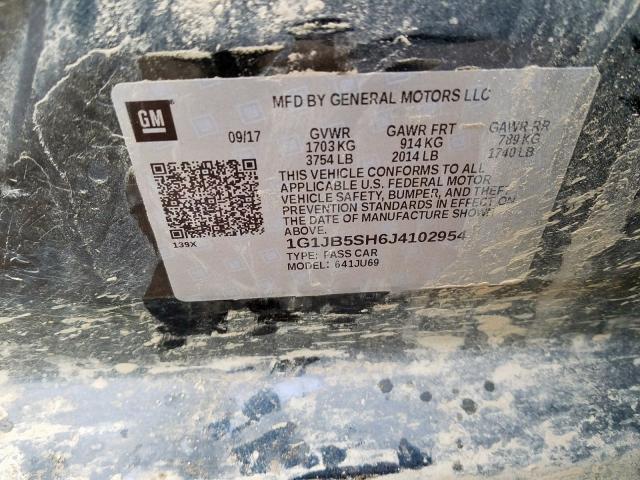 GM
MFD BY GENERAL MOTORS LLC
09/17
GVWR GAWR FRT GAWR RR
1703 KG 914 KG 789 KG
3754 LB 2014 LB 1740 LB
THIS VEHICLE CONFORMS TO ALL
APPLICABLE U.S. FEDERAL MOTOR
VEHICLE SAFETY, BUMPER, AND THEFT
PREVENTION STANDARDS IN EFFECT ON
THE DATE OF MANUFACTURE SHOWN
ABOVE.
1G1JB5SH6J4102954
TYPE: PASS CAR
MODEL: 641JU69
139X